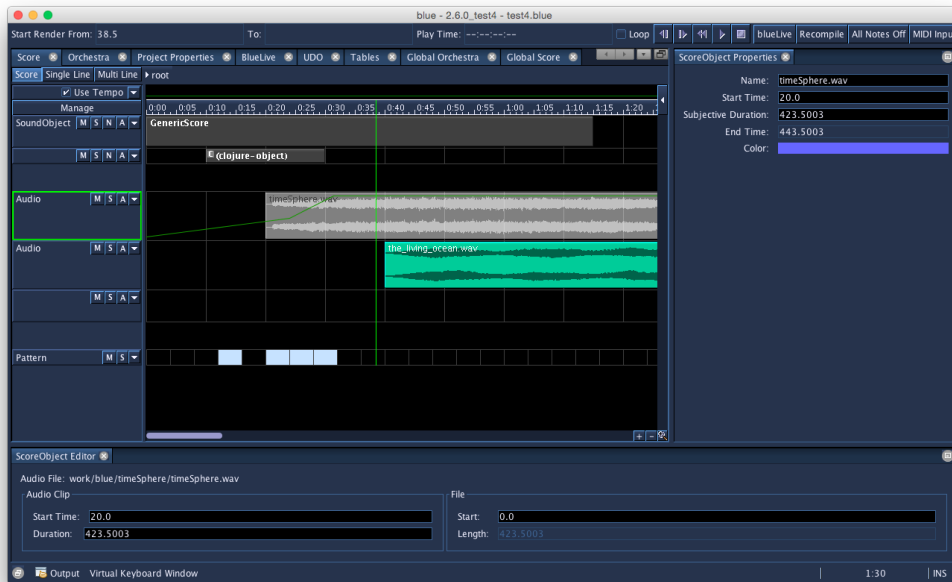 blue - 2.6.0_test4 - test4.blue
Start Render From: 38.5 To: Play Time: --:--:--:-- Loop blueLive Recompile All Notes Off MIDI Inpu
Score Orchestra Project Properties BlueLive UDO Tables Global Orchestra Global Score
ScoreObject Properties
Score Single Line Multi Line root
Use Tempo
Manage
0:00 0:05 0:10 0:15 0:20 0:25 0:30 0:35 0:40 0:45 0:50 0:55 1:00 1:05 1:10 1:15 1:20
SoundObject M S N A
GenericScore
M S N A
(clojure-object)
Audio M S A
timeSphere.wav
Audio M S A
the_living_ocean.wav
M S A
Pattern M S
Name: timeSphere.wav
Start Time: 20.0
Subjective Duration: 423.5003
End Time: 443.5003
Color:
ScoreObject Editor
Audio File: work/blue/timeSphere/timeSphere.wav
Audio Clip
Start Time: 20.0
Duration: 423.5003
File
Start: 0.0
Length: 423.5003
Output Virtual Keyboard Window
1:30 INS